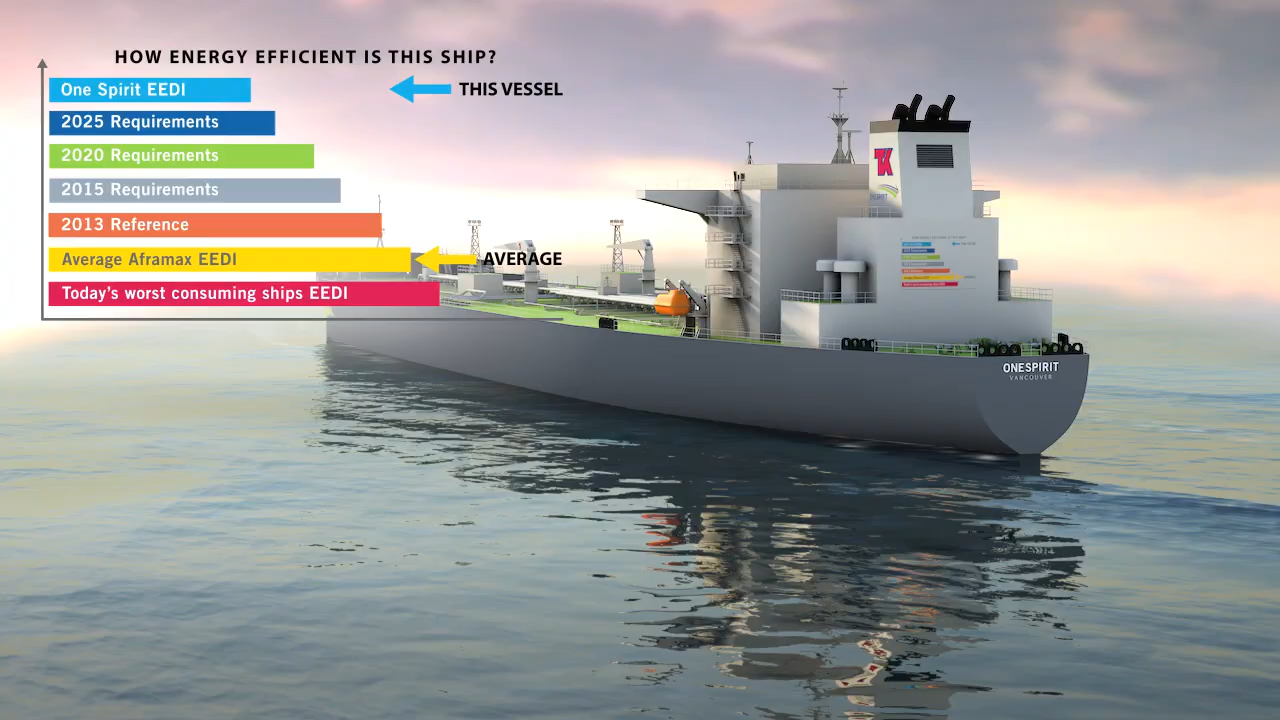 HOW ENERGY EFFICIENT IS THIS SHIP?
One Spirit EEDI
THIS VESSEL
2025 Requirements
2020 Requirements
2015 Requirements
2013 Reference
Average Aframax EEDI
AVERAGE
Today's worst consuming ships EEDI
TK
ONESPIRIT
VANCOUVER